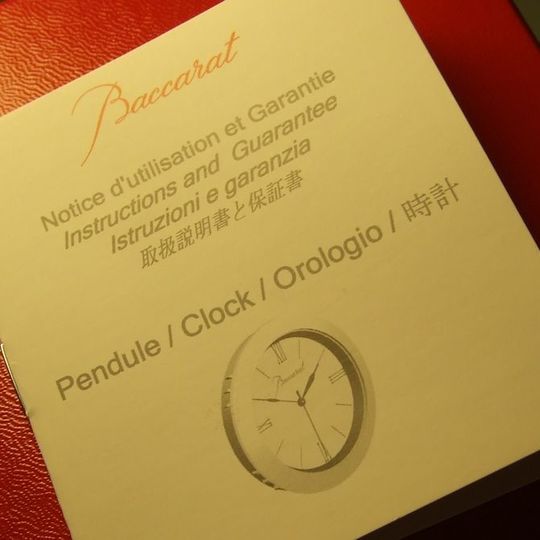 Baccarat
Notice d'utilisation et Garantie
Instructions and Guarantee
Istruzioni e garanzia
取扱説明書と保証書
Pendule / Clock / Orologio / 時計
Baccarat